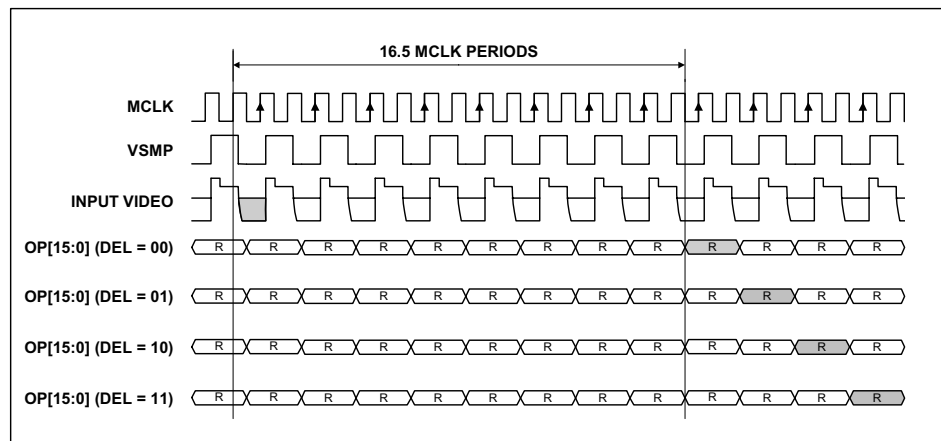 16.5 MCLK PERIODS
MCLK
VSMP
INPUT VIDEO
OP[15:0] (DEL = 00) R R R R R R R R R R R R R
OP[15:0] (DEL = 01) R R R R R R R R R R R R R
OP[15:0] (DEL = 10) R R R R R R R R R R R R R
OP[15:0] (DEL = 11) R R R R R R R R R R R R R